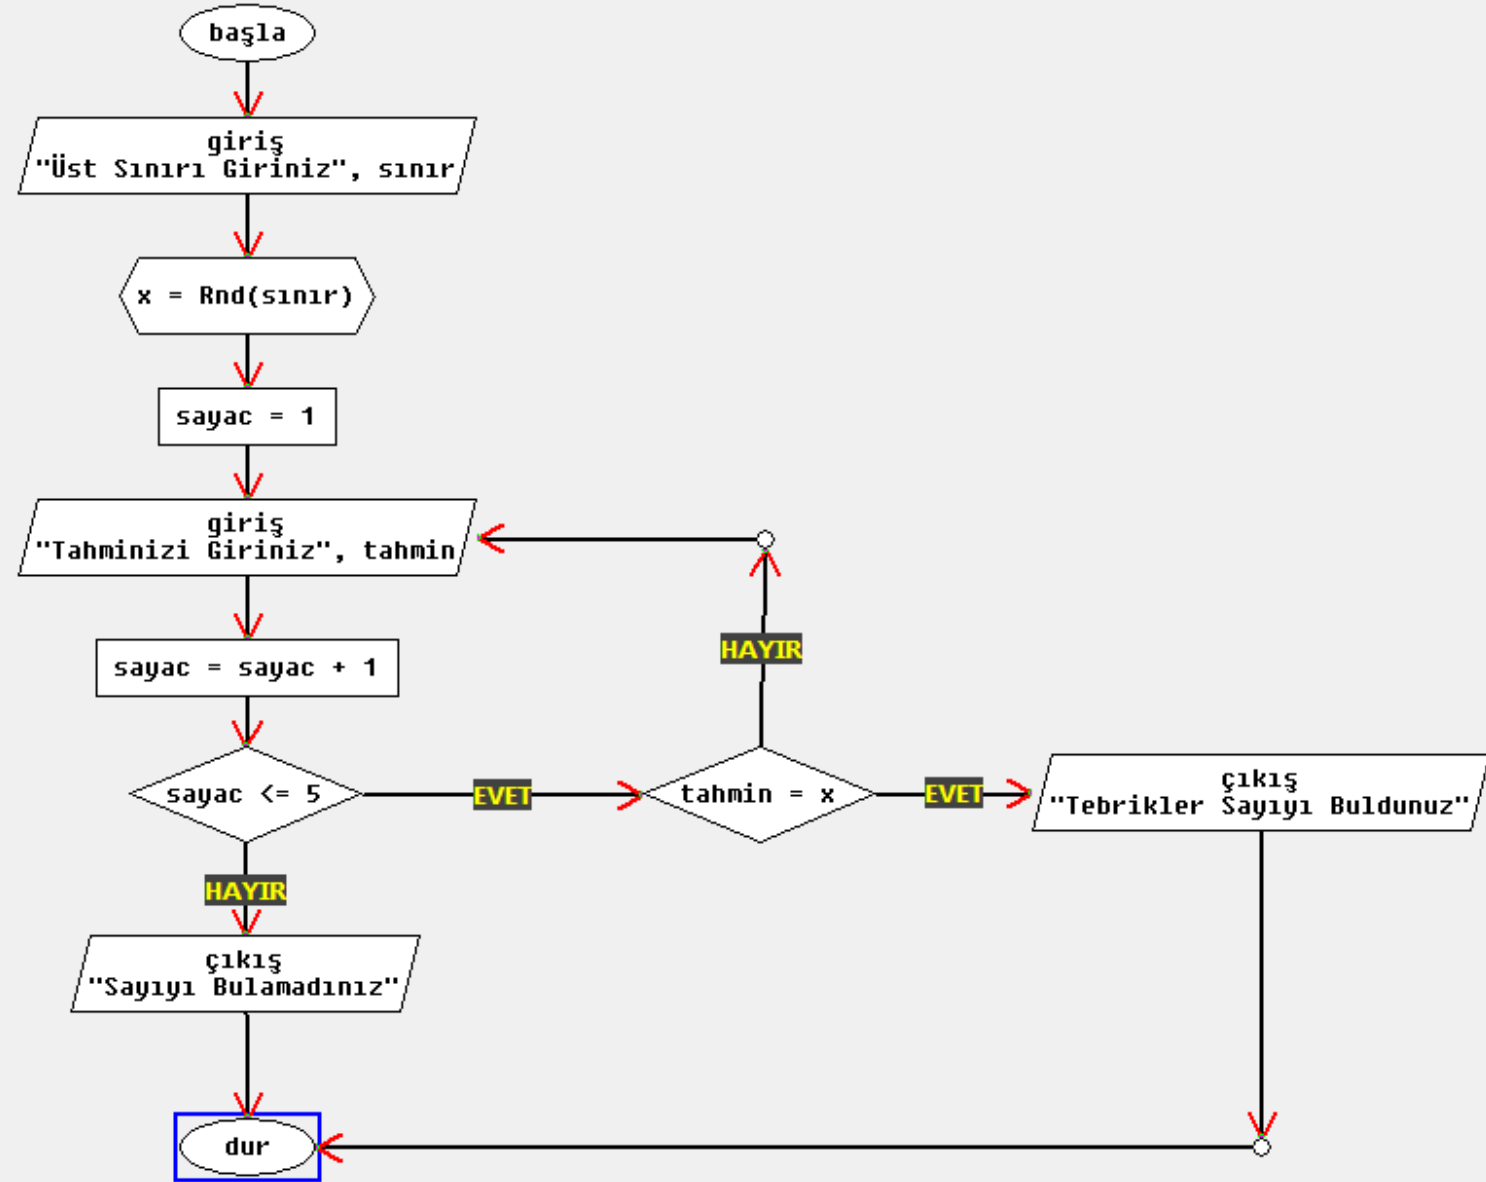 başla
giriş
"Üst Sınırı Giriniz", sınır
x = Rnd(sınır)
sayac = 1
giriş
"Tahminizi Giriniz", tahmin
HAYIR
sayac = sayac + 1
sayac <= 5
EVET
tahmin = x
EVET
çıkış
"Tebrikler Sayıyı Buldunuz"
HAYIR
çıkış
"Sayıyı Bulamadınız"
dur